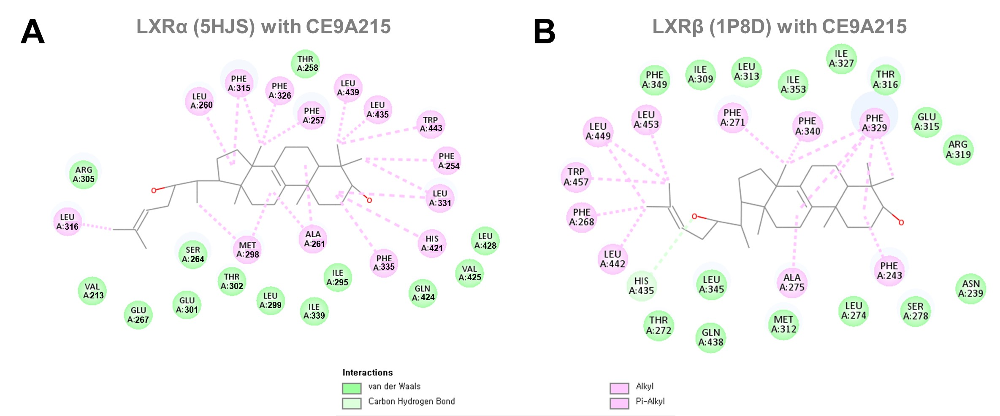 A
LXRα (5HJS) with CE9A215
THR
A:258
PHE
A:315
PHE
A:326
LEU
A:439
LEU
A:260
PHE
A:257
LEU
A:435
TRP
A:443
PHE
A:254
ARG
A:305
O
LEU
A:331
O
LEU
A:316
SER
A:264
MET
A:298
ALA
A:261
HIS
A:421
LEU
A:428
PHE
A:335
VAL
A:425
VAL
A213
THR
A:302
ILE
A:295
GLN
A:424
GLU
A:267
GLU
A:301
LEU
A:299
ILE
A:339
B
LXRβ (1P8D) with CE9A215
ILE
A:327
PHE
A:349
ILE
A:309
LEU
A:313
ILE
A:353
THR
A:316
LEU
A:449
LEU
A:453
PHE
A:271
PHE
A:340
PHE
A:329
GLU
A:315
ARG
A:319
TRP
A:457
PHE
A:268
O
O
LEU
A:442
HIS
A:435
LEU
A:345
ALA
A:275
PHE
A:243
ASN
A:239
THR
A:272
GLN
A:438
MET
A:312
LEU
A:274
SER
A:278
Interactions
van der Waals
Carbon Hydrogen Bond
Alkyl
Pi-Alkyl